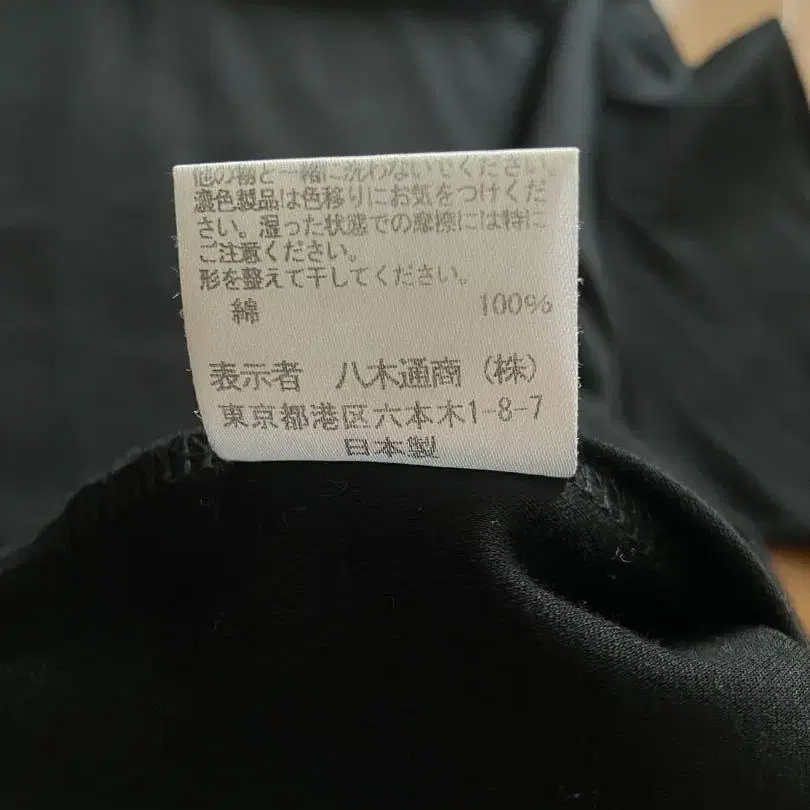 他の物と一緒に洗わないでください。
濃色製品は色移りにお気をつけくだ
さい。湿った状態での摩擦には特に
ご注意ください。
形を整えて干してください。
綿 100%
表示者 八木通商(株)
東京都港区六本木1-8-7
日本製